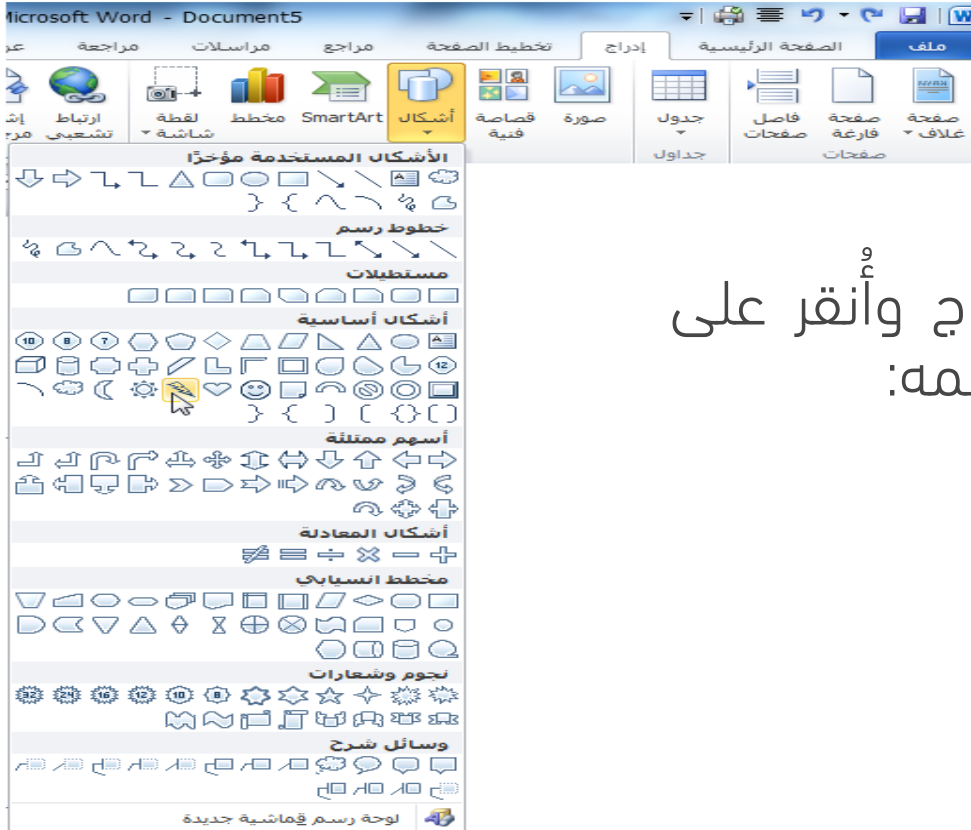 Microsoft Word - Document5
ملف الصفحة الرئيسية إدراج تخطيط الصفحة مراجع مراسلات مراجعة
صفحة غلاف صفحة فارغة فاصل صفحات جدول صورة قصاصة فنية أشكال SmartArt مخطط لقطة شاشة ارتباط تشعبي
صفحات جداول
الأشكال المستخدمة مؤخرًا
خطوط رسم
مستطيلات
أشكال أساسية
أسهم ممتلئة
أشكال المعادلة
مخطط انسيابي
نجوم وشعارات
وسائل شرح
لوحة رسم قماشية جديدة
ج وأُنقر على
مه: